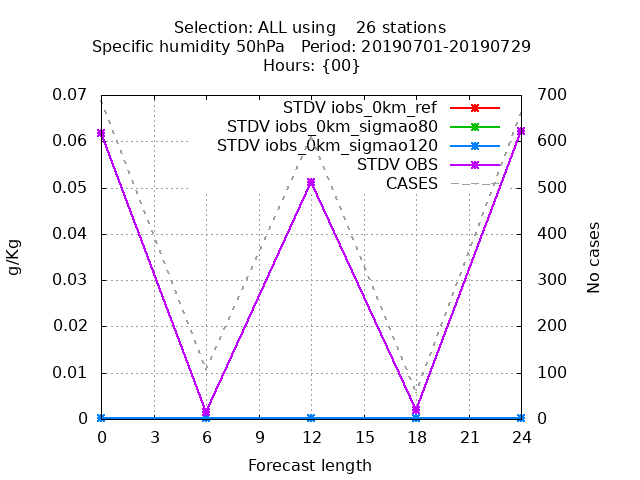 Selection: ALL using    26 stations
Specific humidity 50hPa   Period: 20190701-20190729
Hours: {00}
STDV iobs_0km_ref
STDV iobs_0km_sigmao80
STDV iobs_0km_sigmao120
STDV OBS
CASES
0.07
0.06
0.05
0.04
0.03
0.02
0.01
0
g/Kg
700
600
500
400
300
200
100
0
No cases
0 3 6 9 12 15 18 21 24
Forecast length